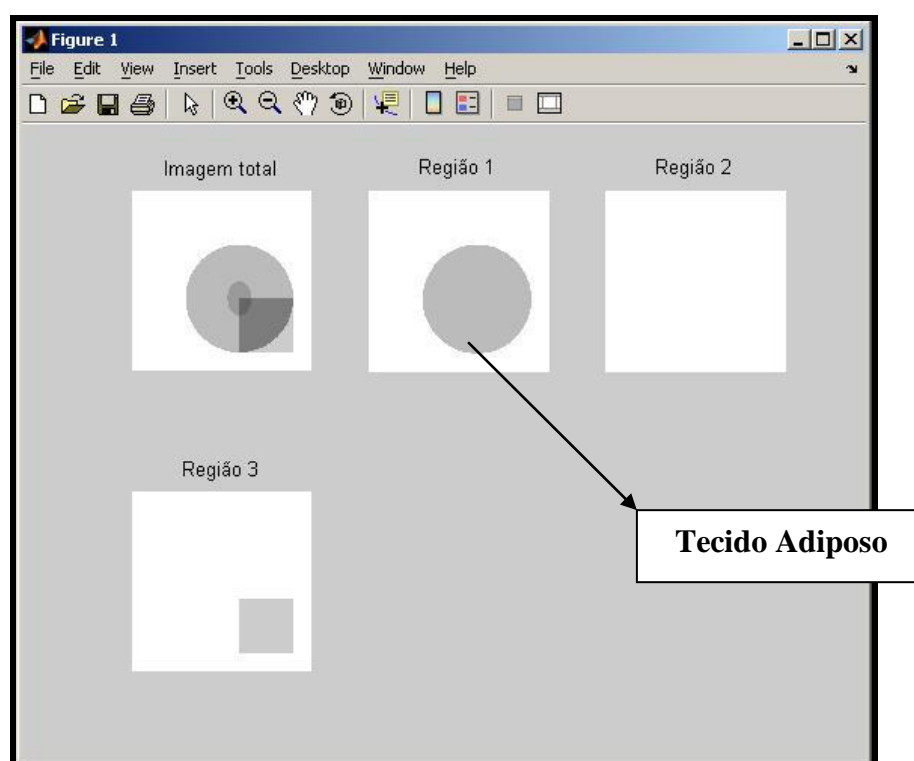 Figure 1
File Edit View Insert Tools Desktop Window Help
Imagem total
Região 1
Região 2
Região 3
Tecido Adiposo